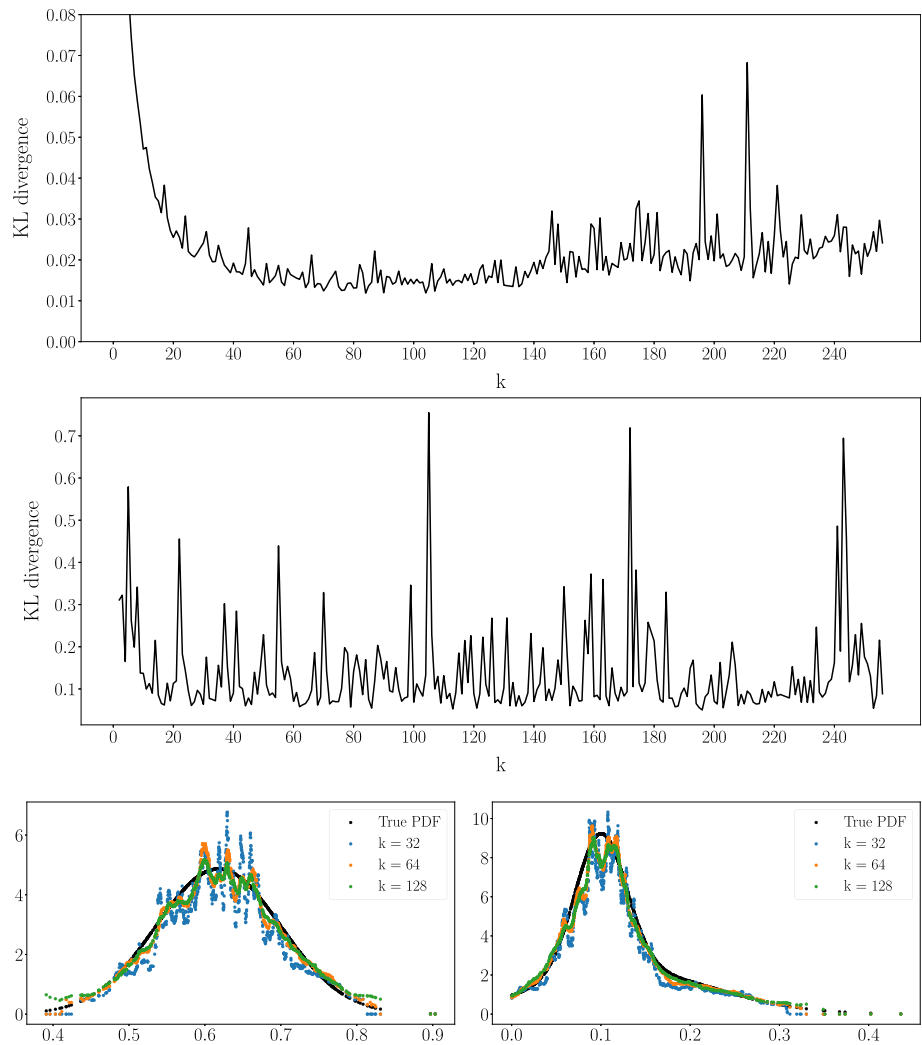 0.08
0.07
0.06
0.05
0.04
0.03
0.02
0.01
0.00
KL divergence
0 20 40 60 80 100 120 140 160 180 200 220 240
k
0.7
0.6
0.5
0.4
0.3
0.2
0.1
KL divergence
0 20 40 60 80 100 120 140 160 180 200 220 240
k
6
4
2
0
True PDF
k = 32
k = 64
k = 128
0.4 0.5 0.6 0.7 0.8 0.9
10
8
6
4
2
0
True PDF
k = 32
k = 64
k = 128
0.0 0.1 0.2 0.3 0.4